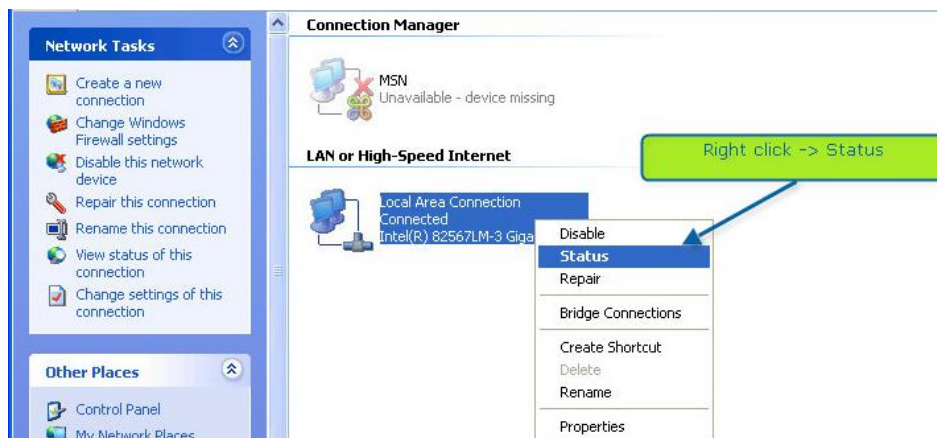 Network Tasks
Create a new
connection
Change Windows
Firewall settings
Disable this network
device
Repair this connection
Rename this connection
View status of this
connection
Change settings of this
connection
Other Places
Control Panel
My Network Places
Connection Manager
MSN
Unavailable - device missing
LAN or High-Speed Internet
Local Area Connection
Connected
Intel(R) 82567LM-3 Giga
Right click -> Status
Disable
Status
Repair
Bridge Connections
Create Shortcut
Delete
Rename
Properties